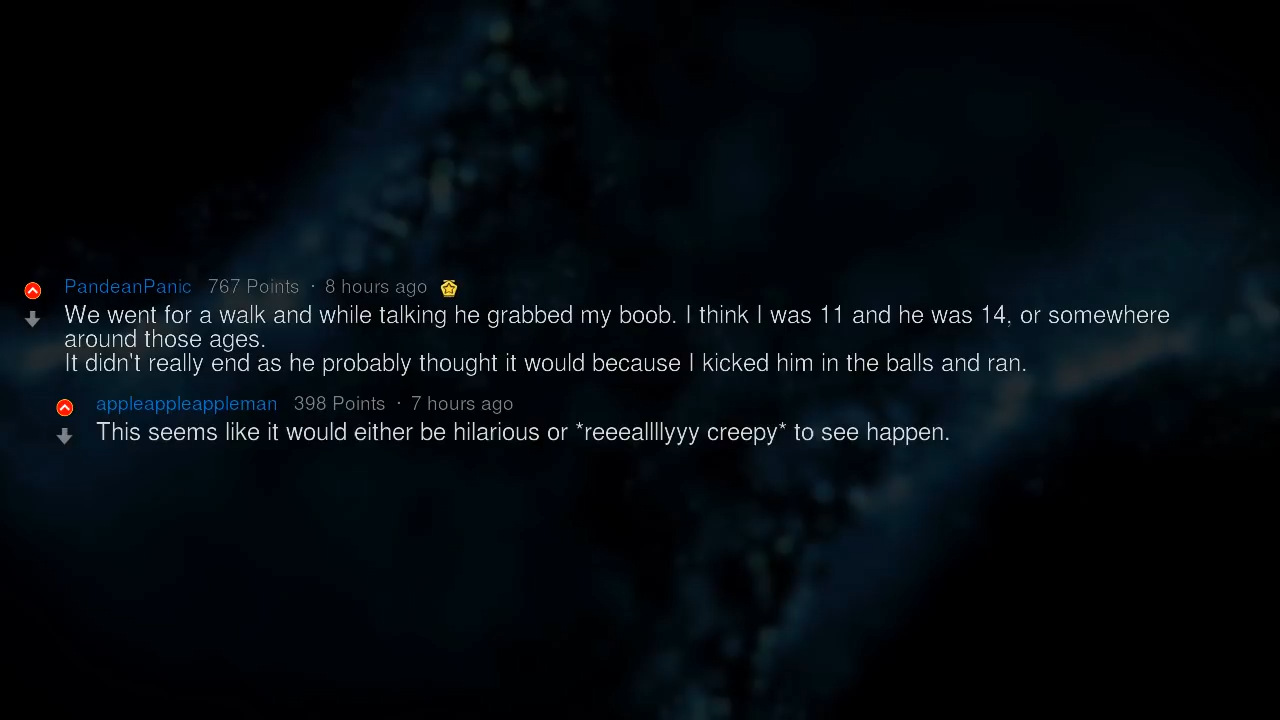 PandeanPanic 767 Points · 8 hours ago
We went for a walk and while talking he grabbed my boob. I think I was 11 and he was 14, or somewhere
around those ages.
It didn't really end as he probably thought it would because I kicked him in the balls and ran.
appleappleappleman 398 Points · 7 hours ago
This seems like it would either be hilarious or *reeeallllyyy creepy* to see happen.